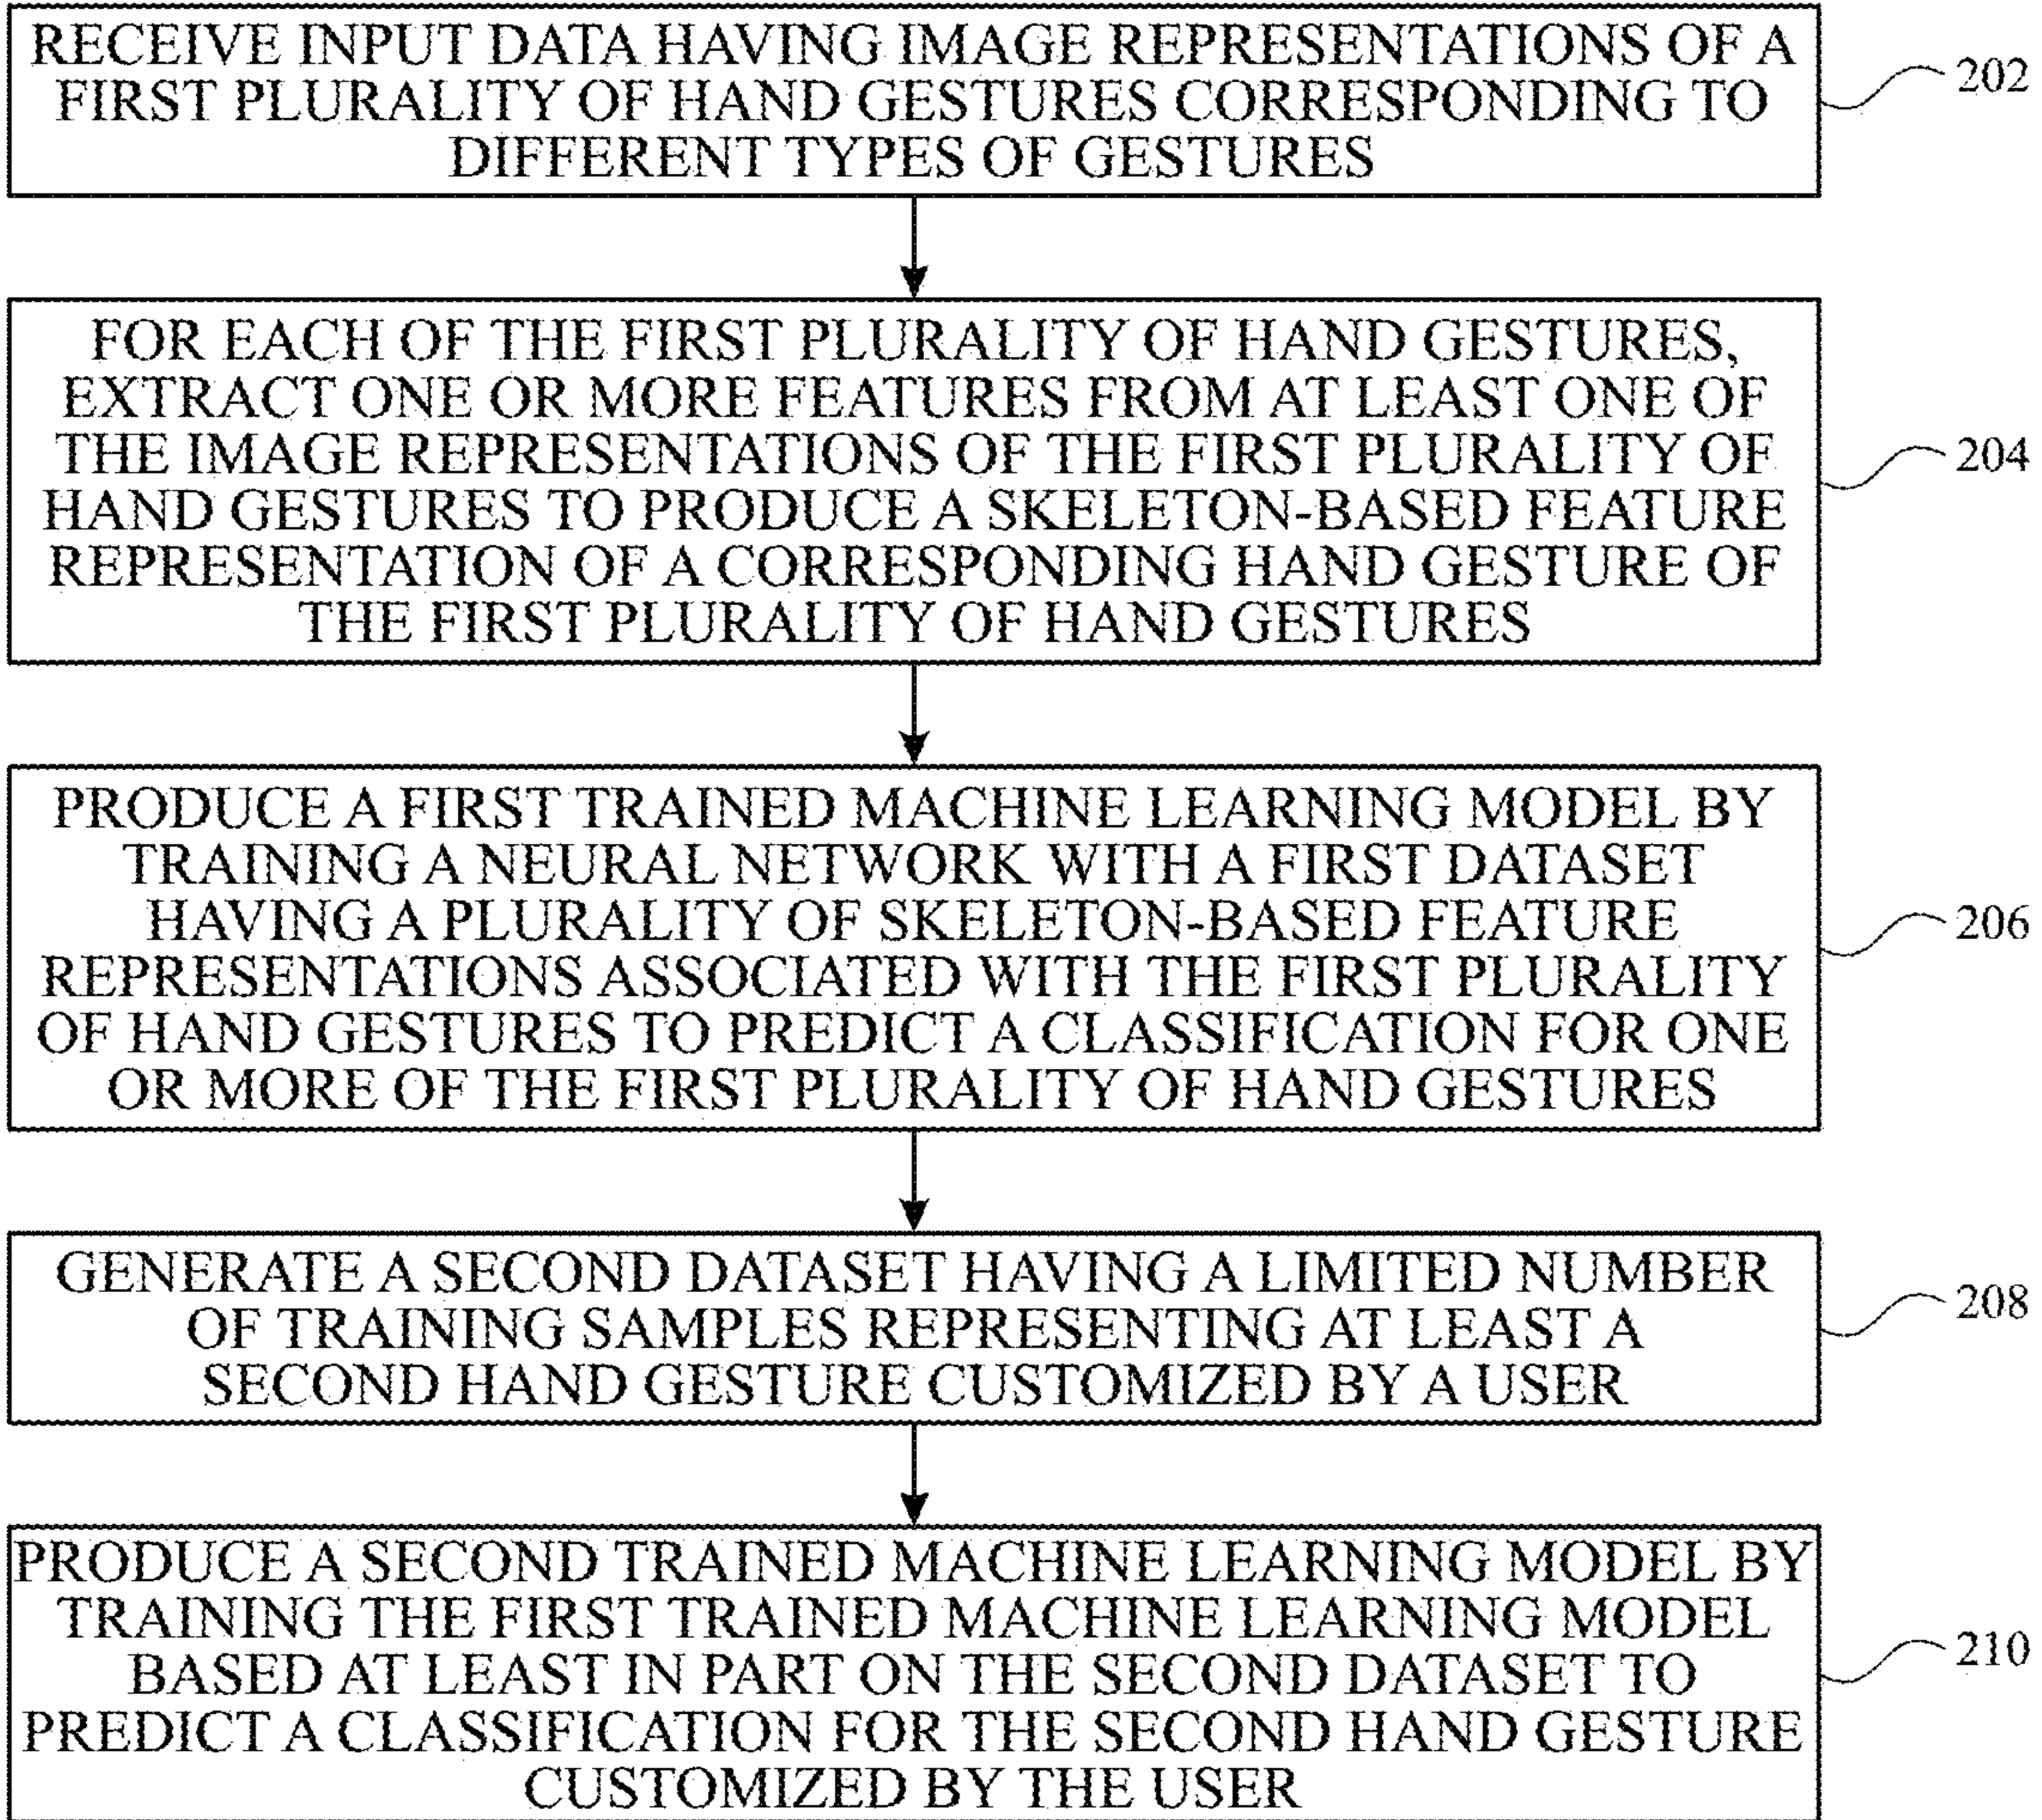 RECEIVE INPUT DATA HAVING IMAGE REPRESENTATIONS OF A
FIRST PLURALITY OF HAND GESTURES CORRESPONDING TO
DIFFERENT TYPES OF GESTURES
202
FOR EACH OF THE FIRST PLURALITY OF HAND GESTURES,
EXTRACT ONE OR MORE FEATURES FROM AT LEAST ONE OF
THE IMAGE REPRESENTATIONS OF THE FIRST PLURALITY OF
HAND GESTURES TO PRODUCE A SKELETON-BASED FEATURE
REPRESENTATION OF A CORRESPONDING HAND GESTURE OF
THE FIRST PLURALITY OF HAND GESTURES
204
PRODUCE A FIRST TRAINED MACHINE LEARNING MODEL BY
TRAINING A NEURAL NETWORK WITH A FIRST DATASET
HAVING A PLURALITY OF SKELETON-BASED FEATURE
REPRESENTATIONS ASSOCIATED WITH THE FIRST PLURALITY
OF HAND GESTURES TO PREDICT A CLASSIFICATION FOR ONE
OR MORE OF THE FIRST PLURALITY OF HAND GESTURES
206
GENERATE A SECOND DATASET HAVING A LIMITED NUMBER
OF TRAINING SAMPLES REPRESENTING AT LEAST A
SECOND HAND GESTURE CUSTOMIZED BY A USER
208
PRODUCE A SECOND TRAINED MACHINE LEARNING MODEL BY
TRAINING THE FIRST TRAINED MACHINE LEARNING MODEL
BASED AT LEAST IN PART ON THE SECOND DATASET TO
PREDICT A CLASSIFICATION FOR THE SECOND HAND GESTURE
CUSTOMIZED BY THE USER
210